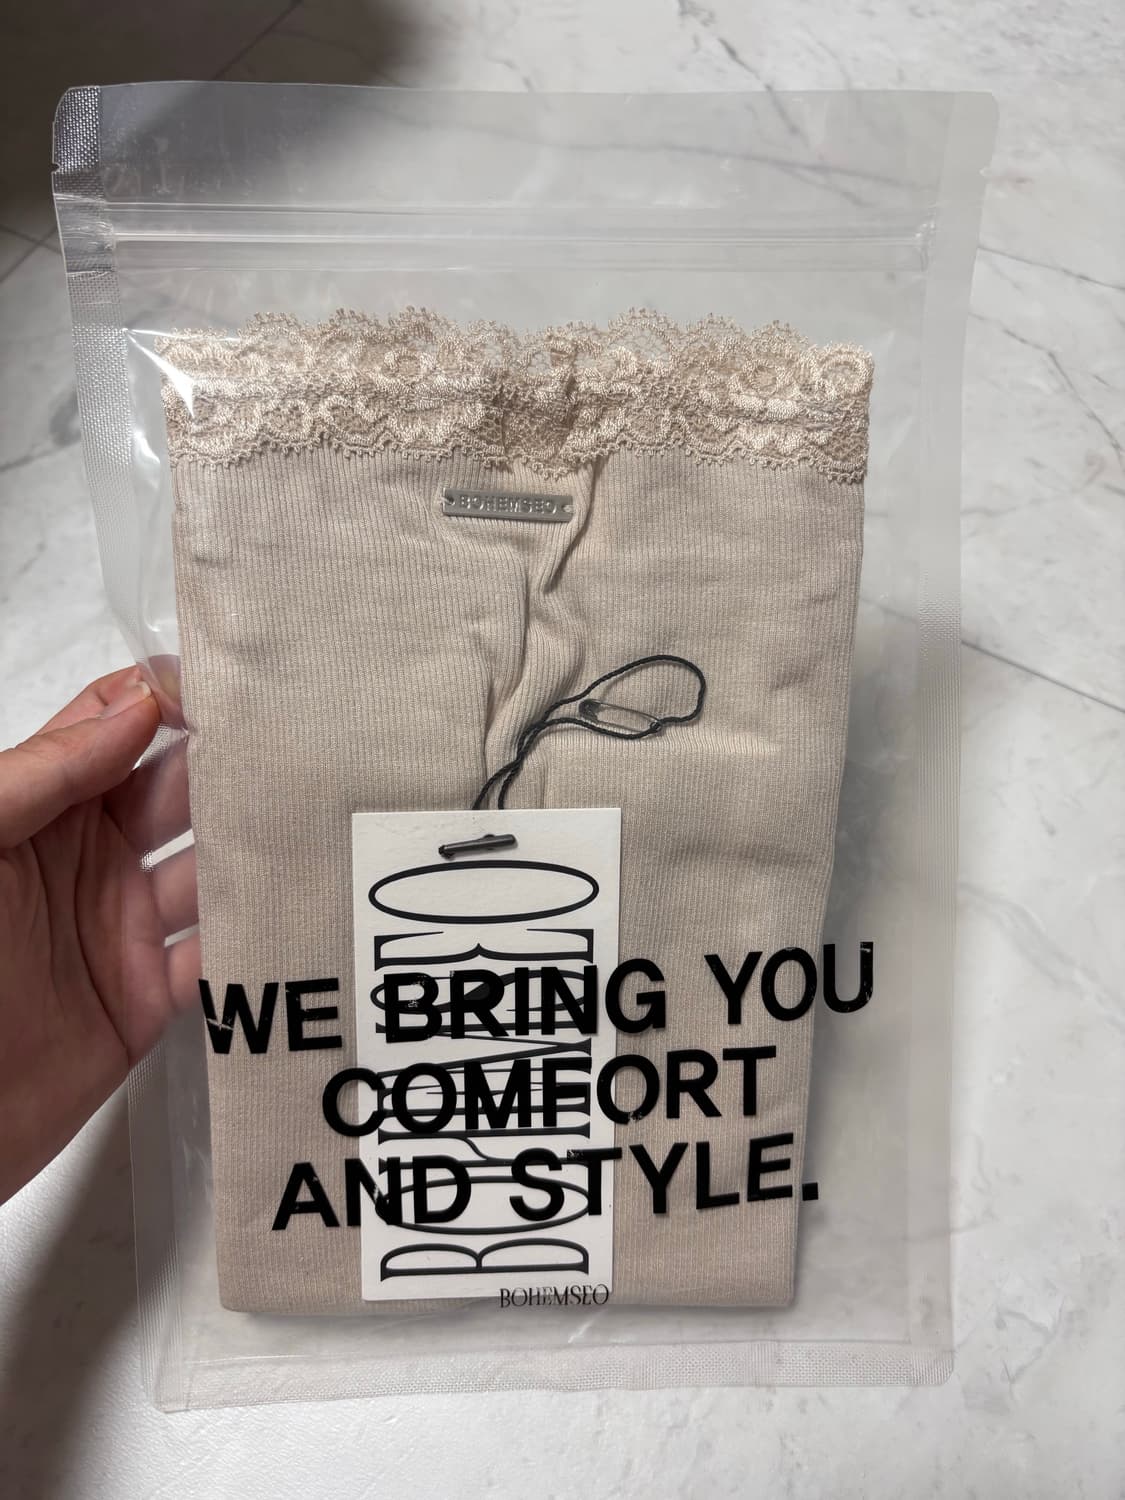 BOHEMSEO
BOHEMSEO
WE BRING YOU
COMFORT
AND STYLE.
BOHEMSEO